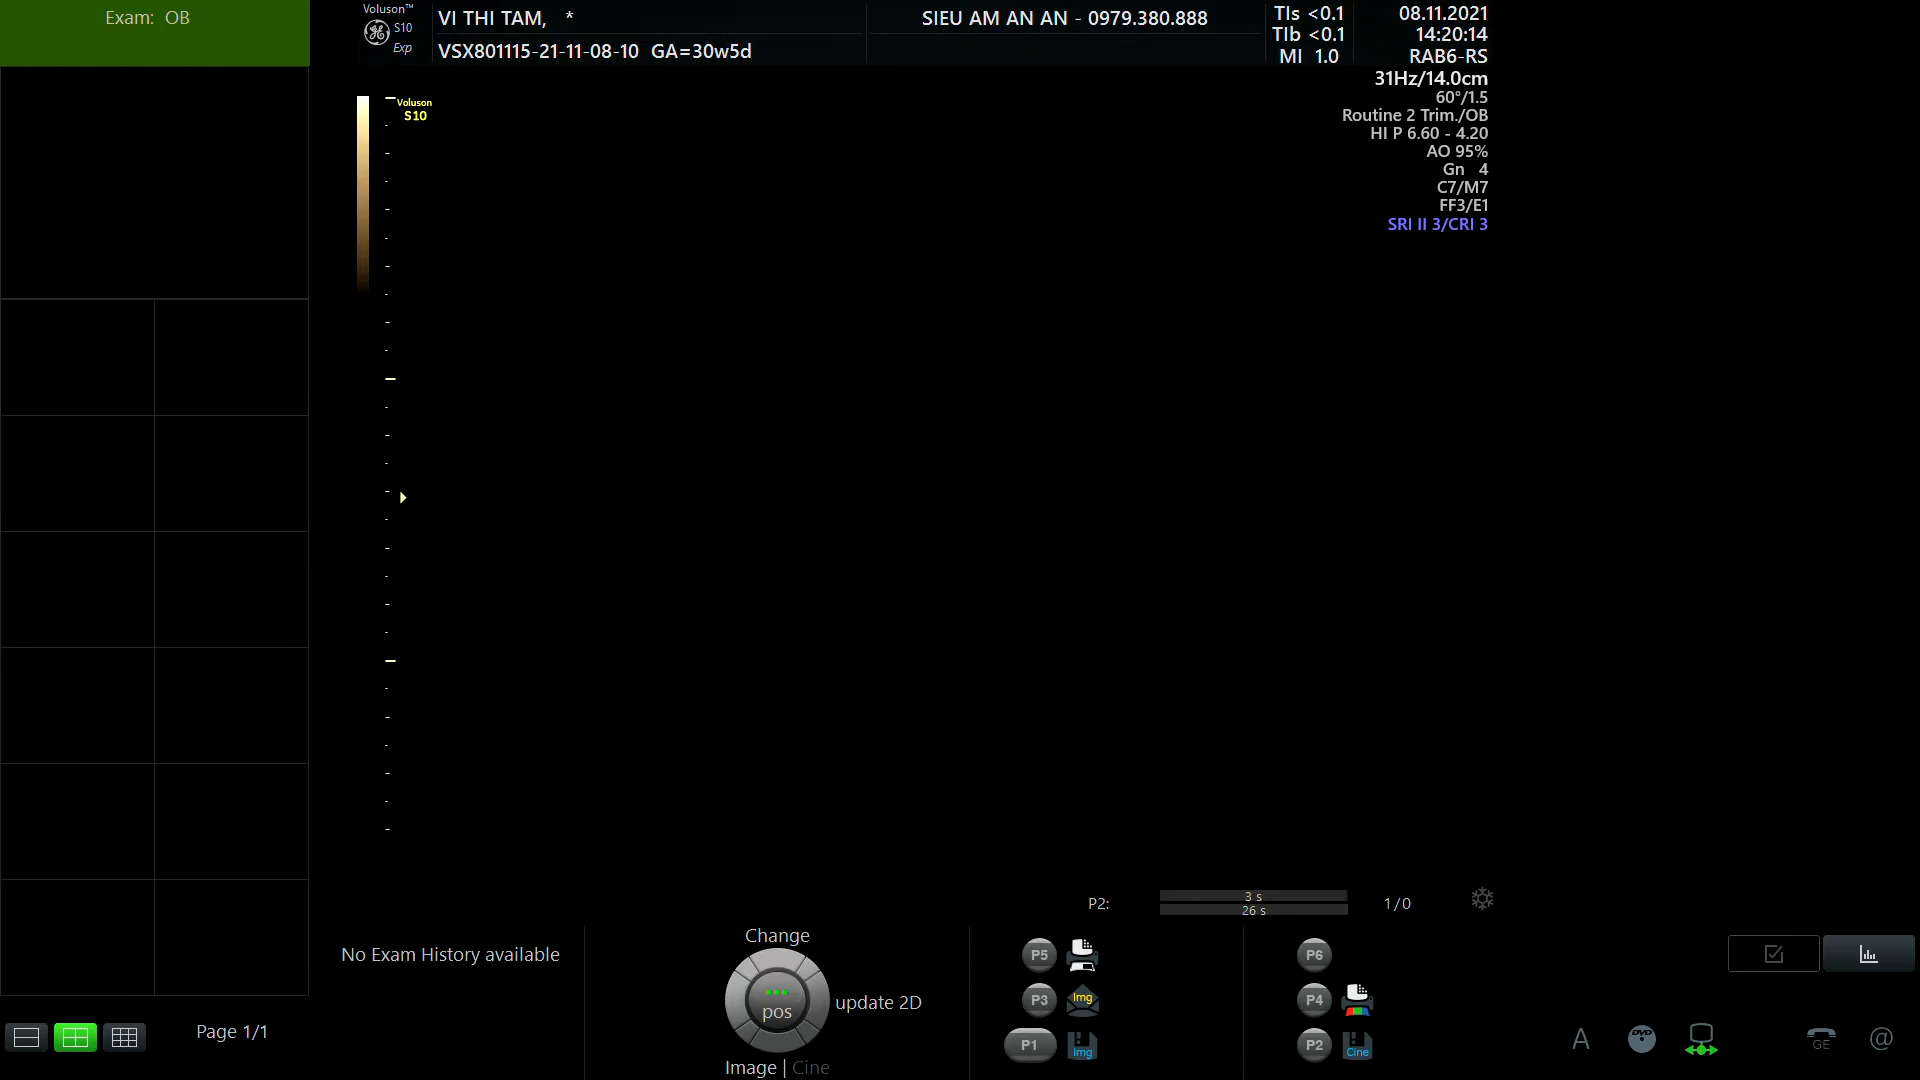 Exam: OB
Voluson™
S10
Exp
VI THI TAM, *
VSX801115-21-11-08-10 GA=30w5d
SIEU AM AN AN - 0979.380.888
TIs <0.1
TIb <0.1
MI 1.0
08.11.2021
14:20:14
RAB6-RS
31Hz/14.0cm
60°/1.5
Routine 2 Trim./OB
HI P 6.60 - 4.20
AO 95%
Gn 4
C7/M7
FF3/E1
SRI II 3/CRI 3
Voluson
S10
P2:
3 s
26 s
1/0
No Exam History available
Change
pos
update 2D
Image | Cine
P5
P3
Img
P1
Img
P6
P4
P2
Cine
Page 1/1
A
DVD
GE
@